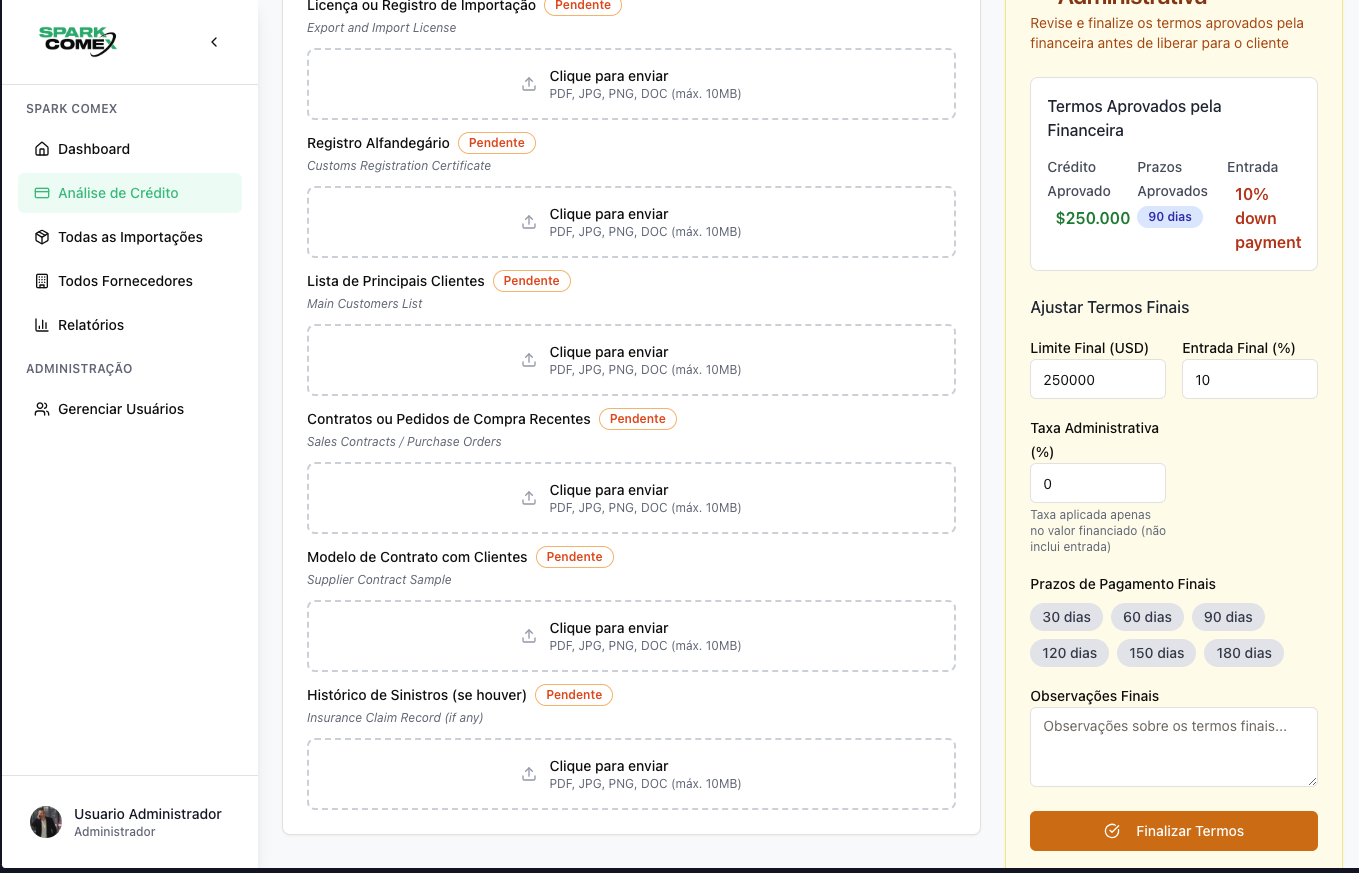 SPARK
COMEX
SPARK COMEX
Dashboard
Análise de Crédito
Todas as Importações
Todos Fornecedores
Relatórios
ADMINISTRAÇÃO
Gerenciar Usuários
Usuario Administrador
Administrador
Licença ou Registro de Importação Pendente
Export and Import License
Clique para enviar
PDF, JPG, PNG, DOC (máx. 10MB)
Registro Alfandegário Pendente
Customs Registration Certificate
Clique para enviar
PDF, JPG, PNG, DOC (máx. 10MB)
Lista de Principais Clientes Pendente
Main Customers List
Clique para enviar
PDF, JPG, PNG, DOC (máx. 10MB)
Contratos ou Pedidos de Compra Recentes Pendente
Sales Contracts / Purchase Orders
Clique para enviar
PDF, JPG, PNG, DOC (máx. 10MB)
Modelo de Contrato com Clientes Pendente
Supplier Contract Sample
Clique para enviar
PDF, JPG, PNG, DOC (máx. 10MB)
Histórico de Sinistros (se houver) Pendente
Insurance Claim Record (if any)
Clique para enviar
PDF, JPG, PNG, DOC (máx. 10MB)
Administrativa
Revise e finalize os termos aprovados pela
financeira antes de liberar para o cliente
Termos Aprovados pela
Financeira
Crédito
Aprovado
$250.000
Prazos
Aprovados
90 dias
Entrada
10%
down
payment
Ajustar Termos Finais
Limite Final (USD)
250000
Entrada Final (%)
10
Taxa Administrativa
(%)
0
Taxa aplicada apenas
no valor financiado (não
inclui entrada)
Prazos de Pagamento Finais
30 dias 60 dias 90 dias
120 dias 150 dias 180 dias
Observações Finais
Observações sobre os termos finais...
Finalizar Termos